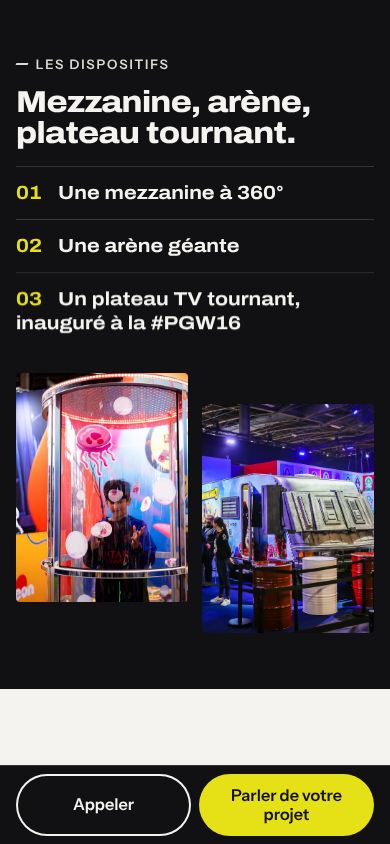 — LES DISPOSITIFS
Mezzanine, arène,
plateau tournant.
01 Une mezzanine à 360°
02 Une arène géante
03 Un plateau TV tournant,
inauguré à la #PGW16
Appeler
Parler de votre
projet